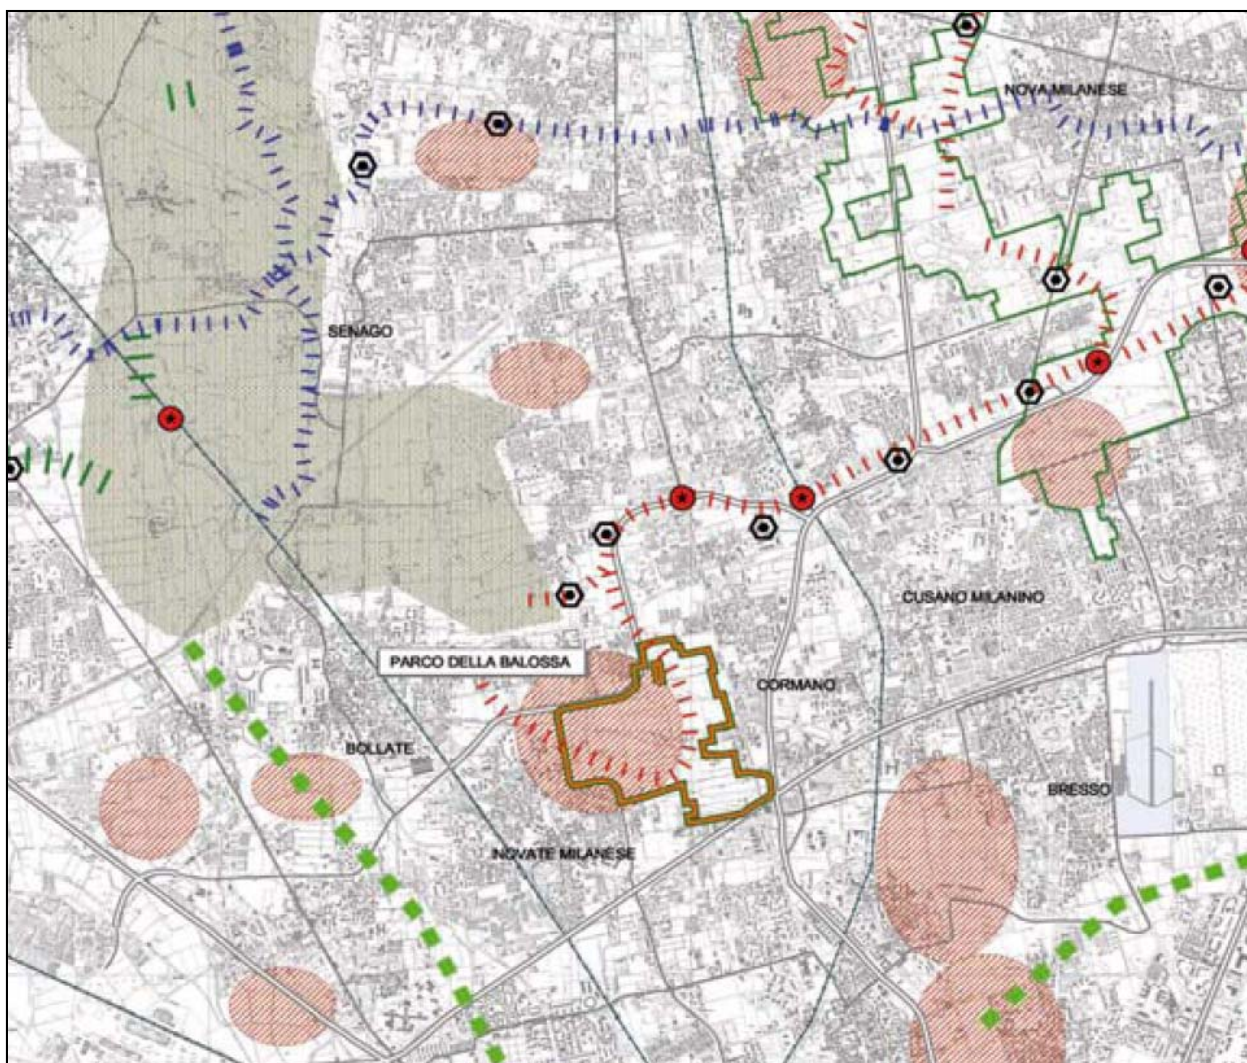 NOVA MILANESE
SENAGO
CUSANO MILANINO
PARCO DELLA BALOSSA
CORMANO
BOLLATE
BRESSO
NOVATE MILANESE